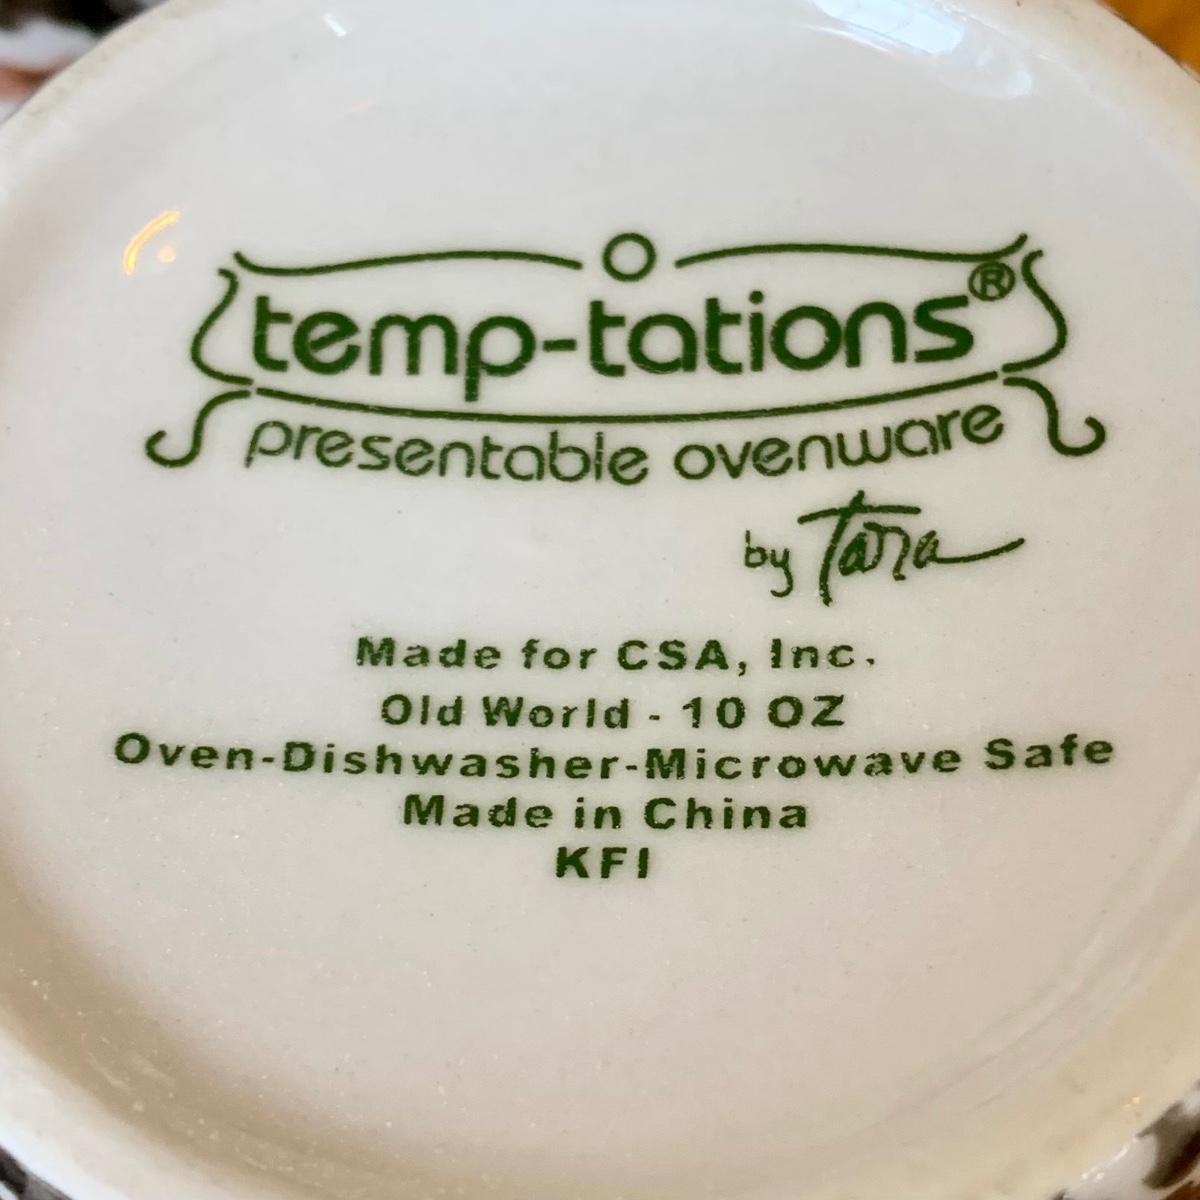 temp-tations®
presentable ovenware
by Tara
Made for CSA, Inc.
Old World - 10 OZ
Oven-Dishwasher-Microwave Safe
Made in China
KFI